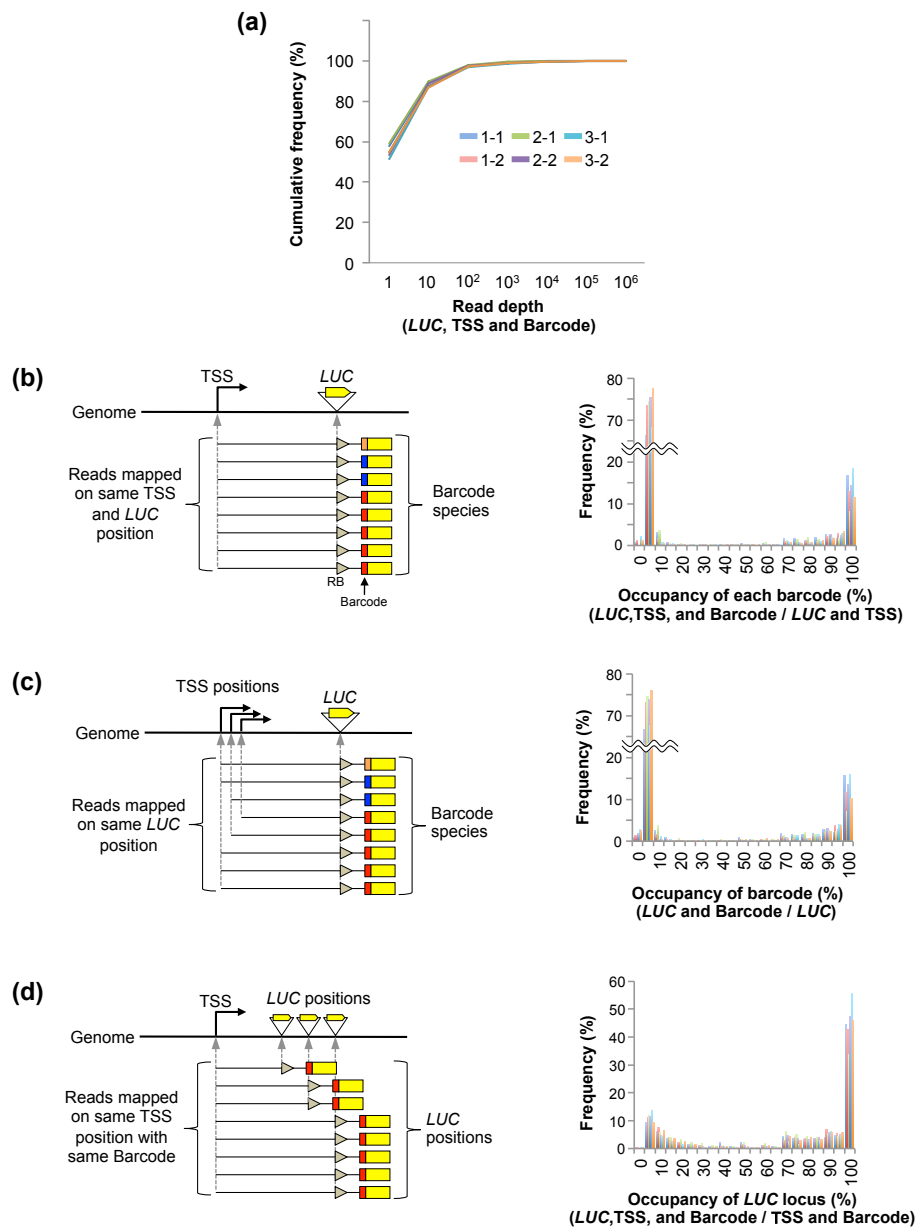 (a)
Cumulative frequency (%)
100
80
60
40
20
0
1-1 2-1 3-1
1-2 2-2 3-2
1 10 10² 10³ 10⁴ 10⁵ 10⁶
Read depth
(LUC, TSS and Barcode)
(b)
TSS
LUC
Genome
Reads mapped
on same TSS
and LUC
position
Barcode
species
RB
Barcode
Frequency (%)
80
70
20
10
0
0 10 20 30 40 50 60 70 80 90 100
Occupancy of each barcode (%)
(LUC,TSS, and Barcode / LUC and TSS)
(c)
TSS positions
LUC
Genome
Reads mapped
on same LUC
position
Barcode
species
Frequency (%)
80
70
20
10
0
0 10 20 30 40 50 60 70 80 90 100
Occupancy of barcode (%)
(LUC and Barcode / LUC)
(d)
TSS
LUC positions
Genome
Reads mapped
on same TSS
position with
same Barcode
LUC
positions
Frequency (%)
60
50
40
30
20
10
0
0 10 20 30 40 50 60 70 80 90 100
Occupancy of LUC locus (%)
(LUC,TSS, and Barcode / TSS and Barcode)